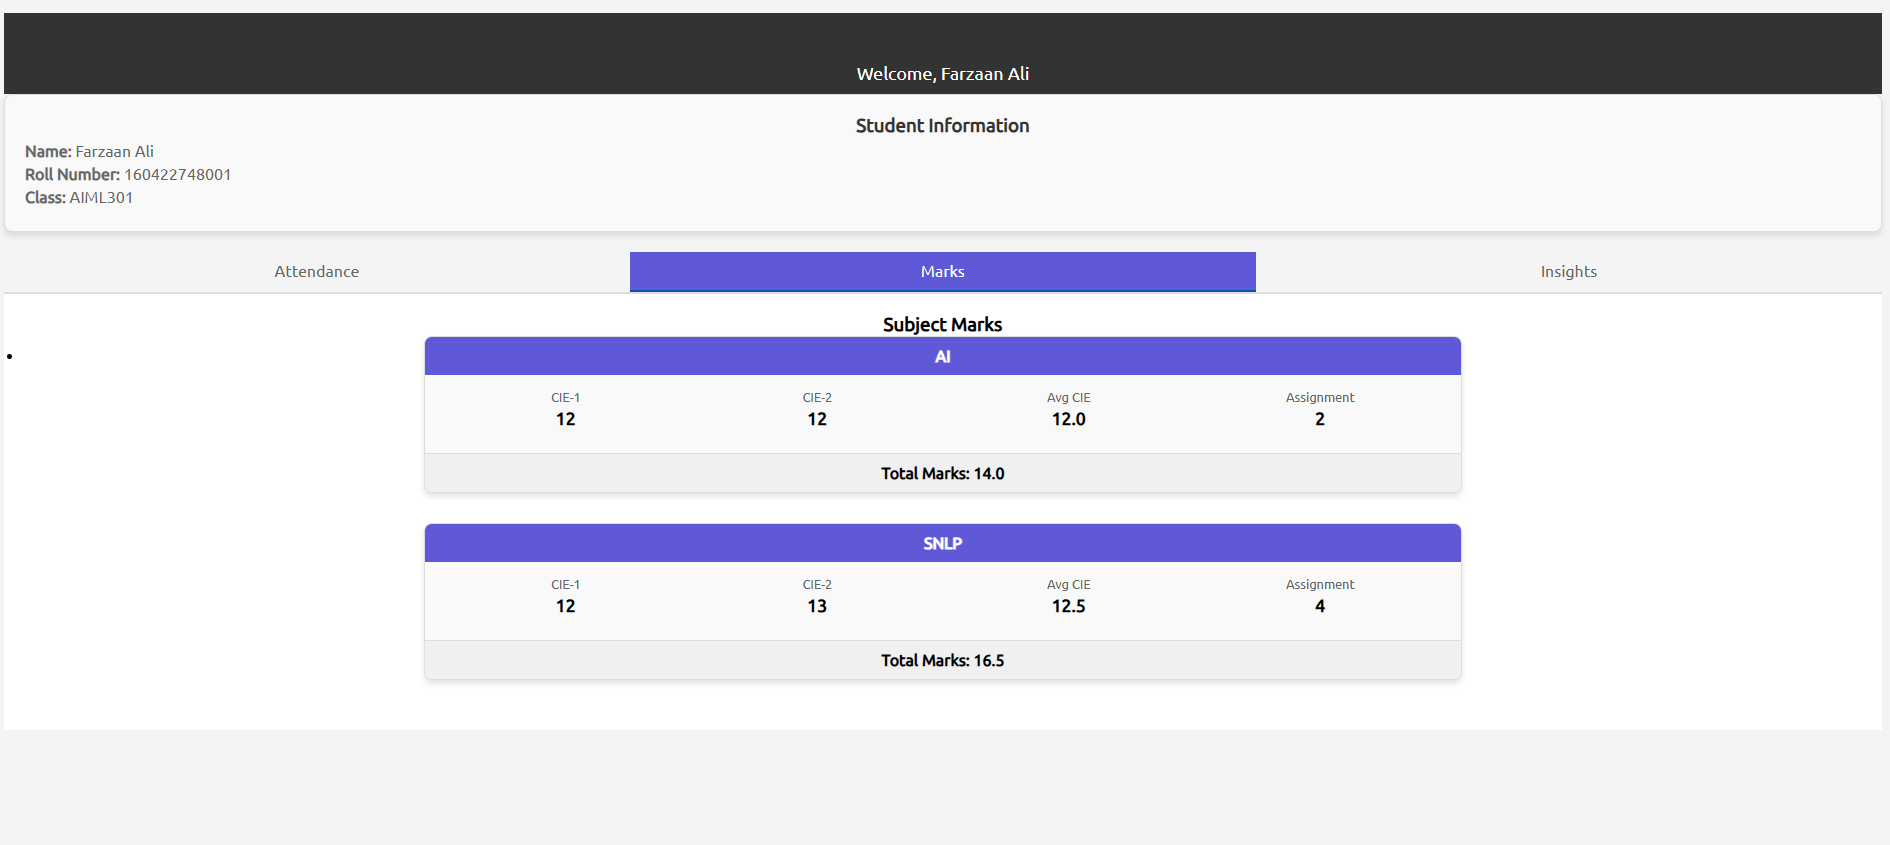 Welcome, Farzaan Ali
Student Information
Name: Farzaan Ali
Roll Number: 160422748001
Class: AIML301
Attendance Marks Insights
Subject Marks
AI
CIE-1 CIE-2 Avg CIE Assignment
12 12 12.0 2
Total Marks: 14.0
SNLP
CIE-1 CIE-2 Avg CIE Assignment
12 13 12.5 4
Total Marks: 16.5